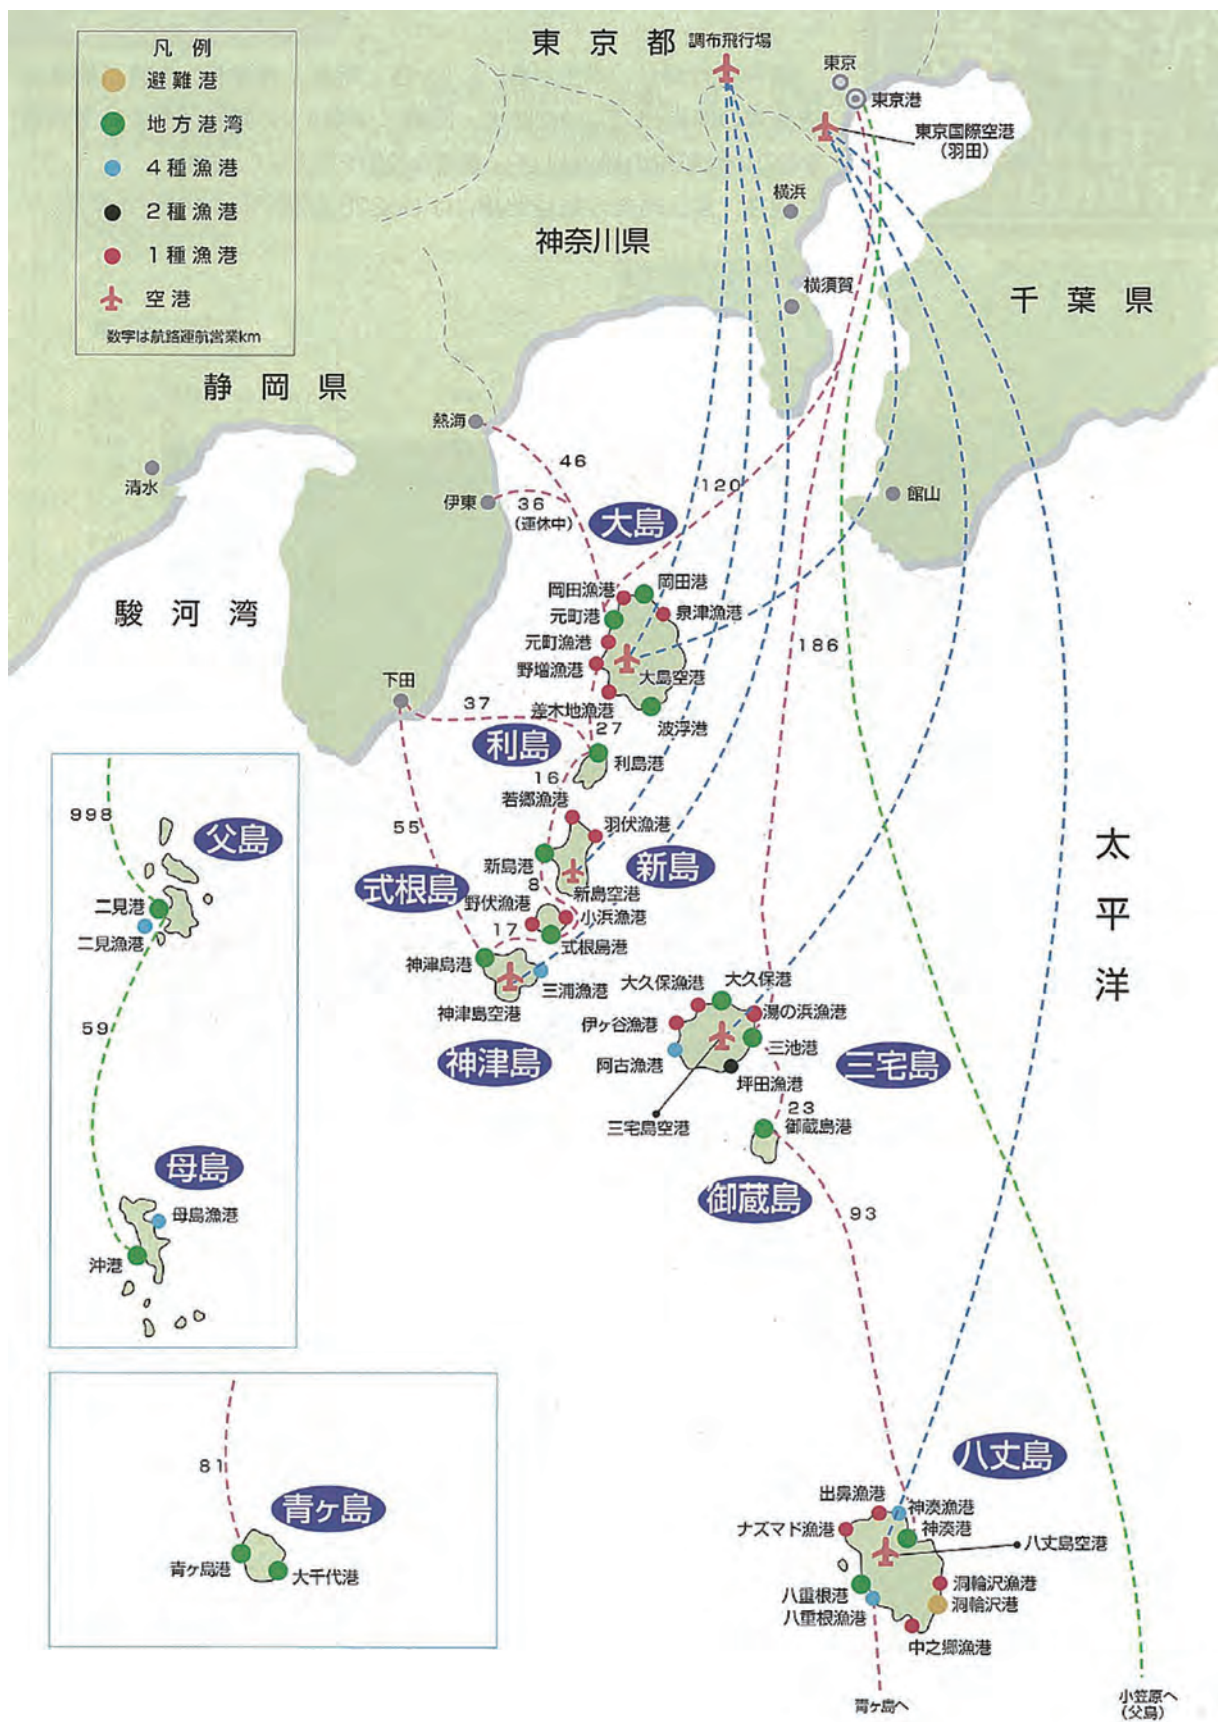 凡例
避難港
地方港湾
4種漁港
2種漁港
1種漁港
空港
数字は航路運航営業km
東京都
調布飛行場
東京
東京港
東京国際空港
(羽田)
横浜
神奈川県
横須賀
千葉県
静岡県
熱海
46
清水
伊東
36
(運休中)
120
館山
大島
岡田漁港
岡田港
元町港
泉津漁港
元町漁港
野増漁港
大島空港
差木地漁港
波浮港
駿河湾
186
下田
37
27
利島
利島港
16
若郷漁港
羽伏漁港
55
新島港
新島
8
新島空港
式根島
野伏漁港
小浜漁港
17
式根島港
神津島港
三浦漁港
神津島空港
神津島
太平洋
998
父島
二見港
二見漁港
59
母島
母島漁港
沖港
大久保漁港
大久保港
伊ヶ谷漁港
湯の浜漁港
三池港
阿古漁港
坪田漁港
三宅島
三宅島空港
23
御蔵島港
御蔵島
93
81
青ヶ島
青ヶ島港
大千代港
八丈島
出鼻漁港
神湊漁港
ナズマド漁港
神湊港
八丈島空港
八重根港
八重根漁港
洞輪沢漁港
洞輪沢港
中之郷漁港
青ヶ島へ
小笠原へ
(父島)